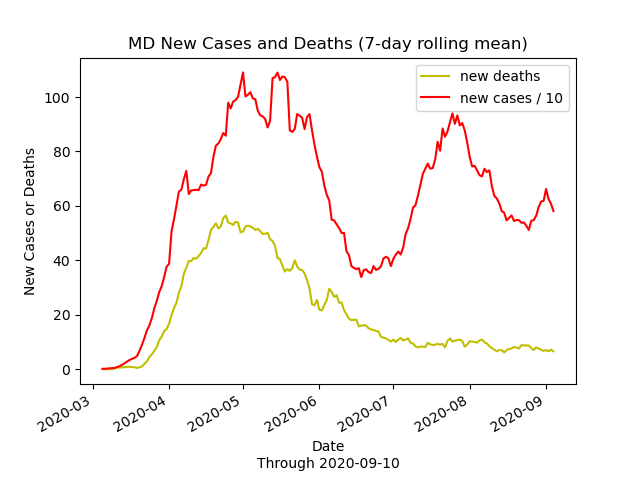 MD New Cases and Deaths (7-day rolling mean)
new deaths
new cases / 10
New Cases or Deaths
100
80
60
40
20
0
2020-03
2020-04
2020-05
2020-06
2020-07
2020-08
2020-09
Date
Through 2020-09-10